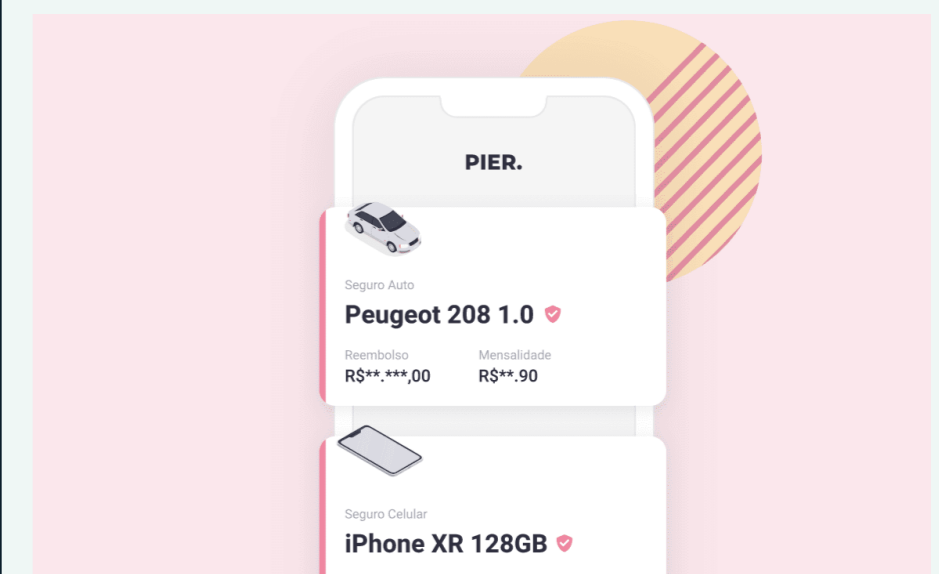 PIER.
Seguro Auto
Peugeot 208 1.0
Reembolso Mensalidade
R$**.***,00 R$**.90
Seguro Celular
iPhone XR 128GB